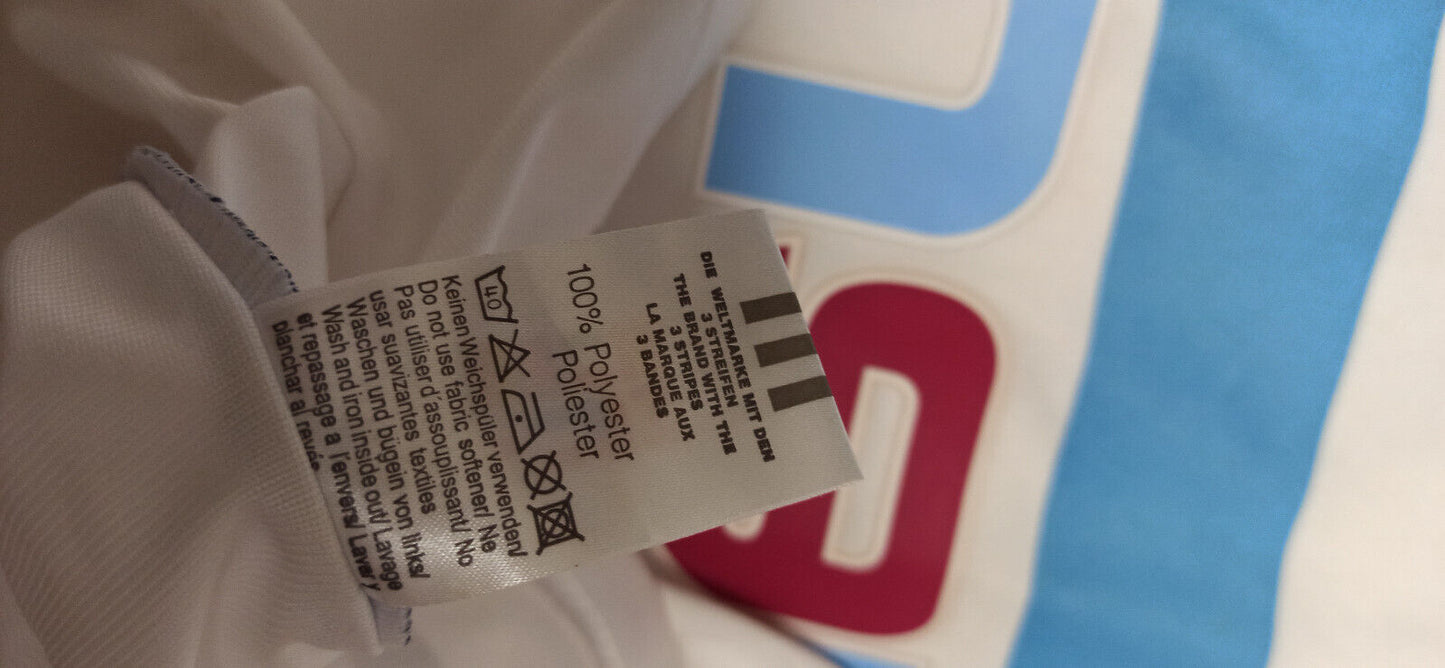 DIE WELTMARKE MIT DEN
3 STREIFEN
THE BRAND WITH THE
3 STRIPES
LA MARQUE AUX
3 BANDES
100% Polyester
Poliester
40
Keinen Weichspüler verwenden/
Do not use fabric softener/ Ne
Pas utiliser d'assouplissant/ No
usar suavizantes textiles
Waschen und bügein von links/
Wash and iron inside out/ Lavage
et repassage a l'envers/ Lavar y
planchar al revés